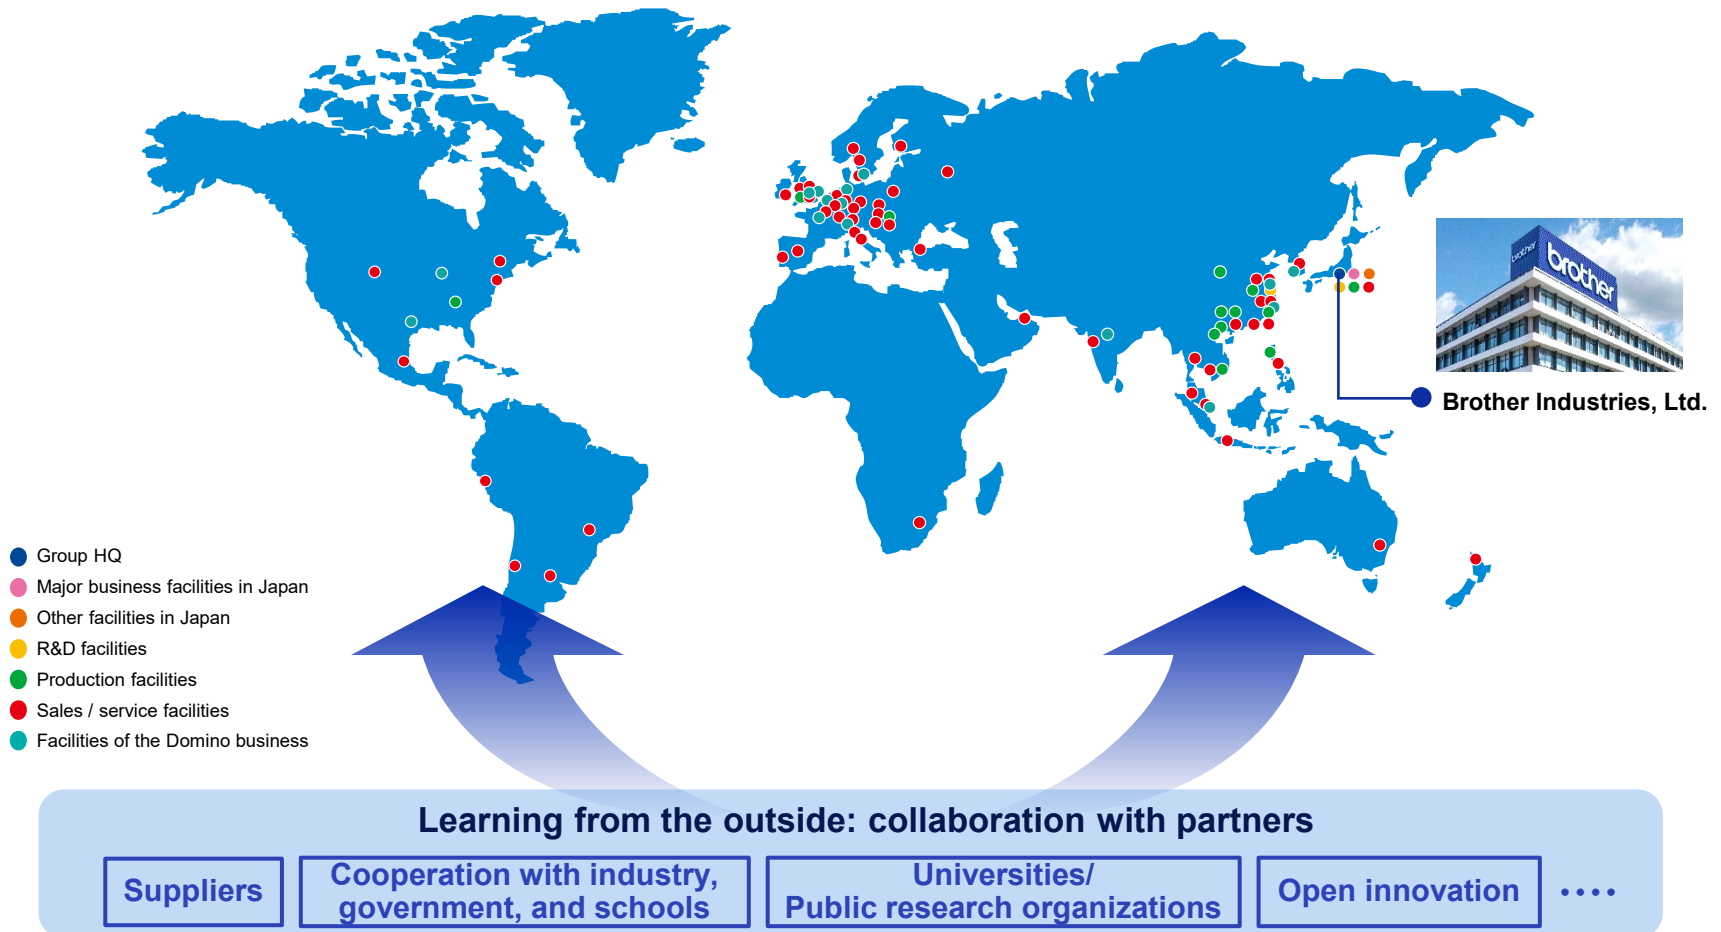 brother
brother
Brother Industries, Ltd.
Group HQ
Major business facilities in Japan
Other facilities in Japan
R&D facilities
Production facilities
Sales / service facilities
Facilities of the Domino business
Learning from the outside: collaboration with partners
Suppliers
Cooperation with industry,
government, and schools
Universities/
Public research organizations
Open innovation
····